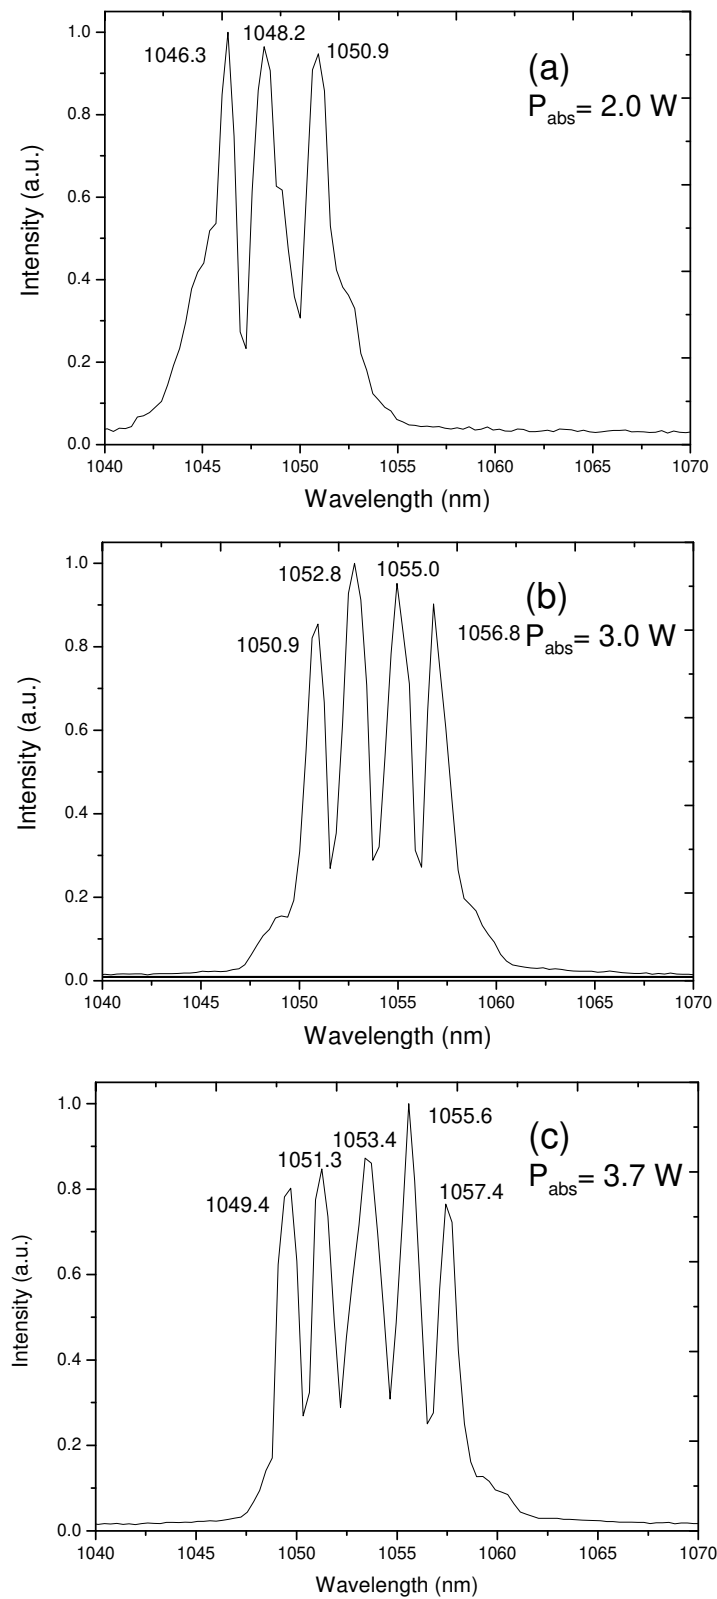 1046.3
1048.2
1050.9
(a)
P_abs= 2.0 W
Intensity (a.u.)
1.0
0.8
0.6
0.4
0.2
0.0
1040 1045 1050 1055 1060 1065 1070
Wavelength (nm)
1052.8
1055.0
1050.9
1056.8
(b)
P_abs= 3.0 W
Intensity (a.u.)
1.0
0.8
0.6
0.4
0.2
0.0
1040 1045 1050 1055 1060 1065 1070
Wavelength (nm)
1049.4
1051.3
1053.4
1055.6
1057.4
(c)
P_abs= 3.7 W
Intensity (a.u.)
1.0
0.8
0.6
0.4
0.2
0.0
1040 1045 1050 1055 1060 1065 1070
Wavelength (nm)